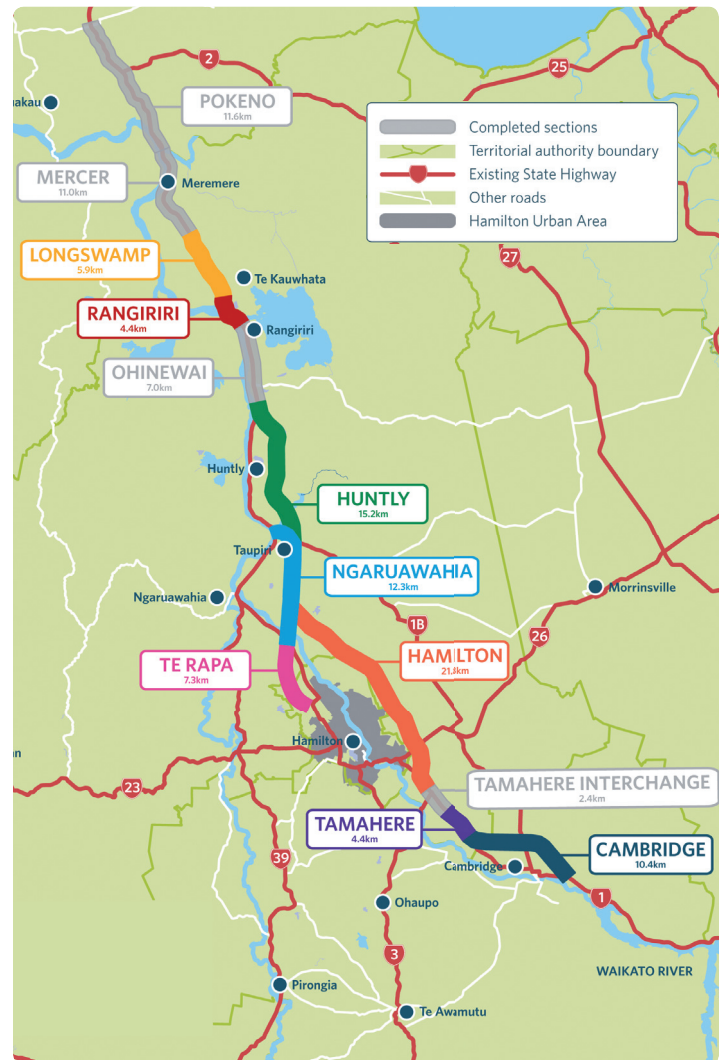 2
25
akau
POKENO
11.6km
Completed sections
Territorial authority boundary
Existing State Highway
Other roads
Hamilton Urban Area
MERCER
11.0km
Meremere
LONGSWAMP
5.9km
27
Te Kauwhata
RANGIRIRI
4.4km
Rangiriri
OHINEWAI
7.0km
Huntly
HUNTLY
15.2km
Taupiri
NGARUAWAHIA
12.3km
Ngaruawahia
Morrinsville
1B
26
TE RAPA
7.3km
HAMILTON
Hamilton
n
23
TAMAHERE INTERCHANGE
2.4km
TAMAHERE
4.4km
CAMBRIDGE
10.4km
39
Cambridge
1
Ohaupo
3
WAIKATO RIVER
Pirongia
Te Awamutu